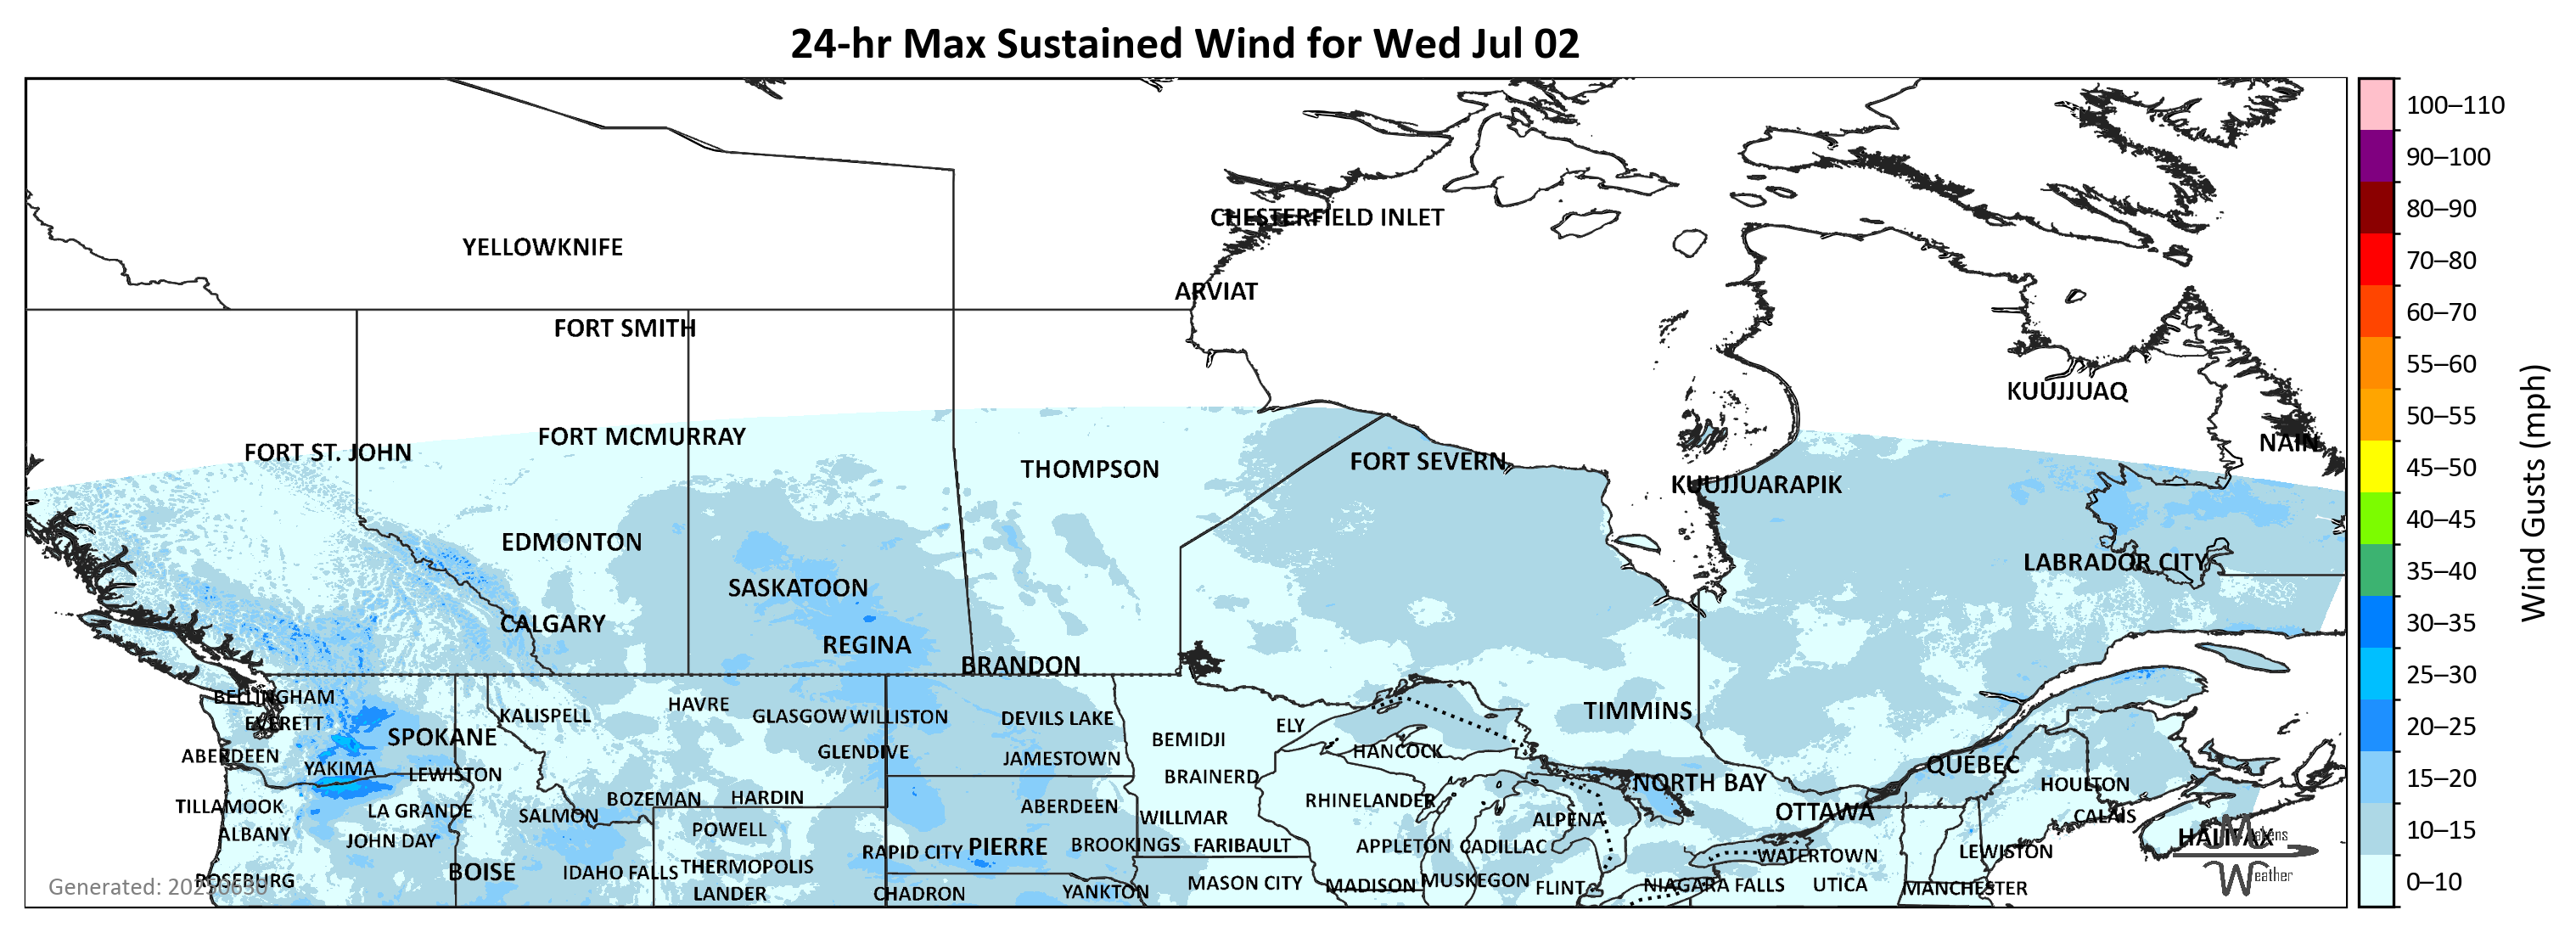 24-hr Max Sustained Wind for Wed Jul 02
100–110
90–100
80–90
70–80
60–70
55–60
50–55
45–50
40–45
35–40
30–35
25–30
20–25
15–20
10–15
0–10
Wind Gusts (mph)
CHESTERFIELD INLET
YELLOWKNIFE
ARVIAT
FORT SMITH
KUUJJUAQ
FORT MCMURRAY
NAIN
FORT ST. JOHN
FORT SEVERN
THOMPSON
KUUJJUARAPIK
EDMONTON
LABRADOR CITY
SASKATOON
CALGARY
REGINA
BRANDON
BELLINGHAM
HAVRE
TIMMINS
KALISPELL
GLASGOW
WILLISTON
DEVILS LAKE
EVERETT
ELY
SPOKANE
BEMIDJI
HANCOCK
GLENDIVE
ABERDEEN
JAMESTOWN
QUÉBEC
YAKIMA
LEWISTON
BRAINERD
NORTH BAY
HOULTON
BOZEMAN
HARDIN
RHINELANDER
TILLAMOOK
ABERDEEN
LA GRANDE
OTTAWA
SALMON
WILLMAR
CALAIS
ALPENA
POWELL
ALBANY
HALIFAX
Makens
JOHN DAY
PIERRE
BROOKINGS
FARIBAULT
APPLETON
CADILLAC
RAPID CITY
LEWISTON
WATERTOWN
THERMOPOLIS
BOISE
IDAHO FALLS
Weather
ROSEBURG
MUSKEGON
MASON CITY
MADISON
NIAGARA FALLS
UTICA
Generated: 20250630
FLINT
MANCHESTER
YANKTON
LANDER
CHADRON